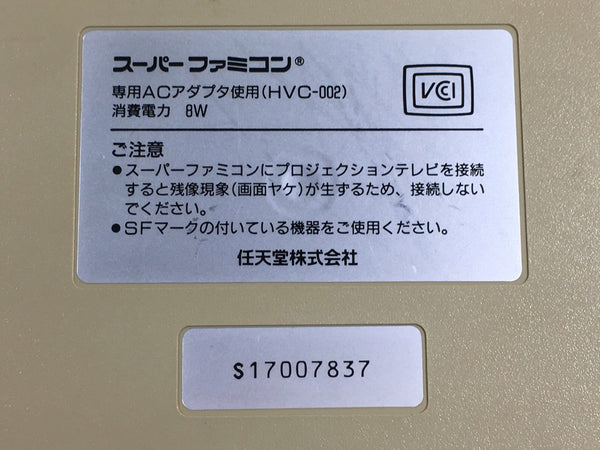 スーパーファミコン®
専用ACアダプタ使用(HVC-002)
消費電力 8W
VCI
ご注意
●スーパーファミコンにプロジェクションテレビを接続
すると残像現象(画面ヤケ)が生ずるため、接続しない
でください。
●SFマークの付いている機器をご使用ください。
任天堂株式会社
S17007837